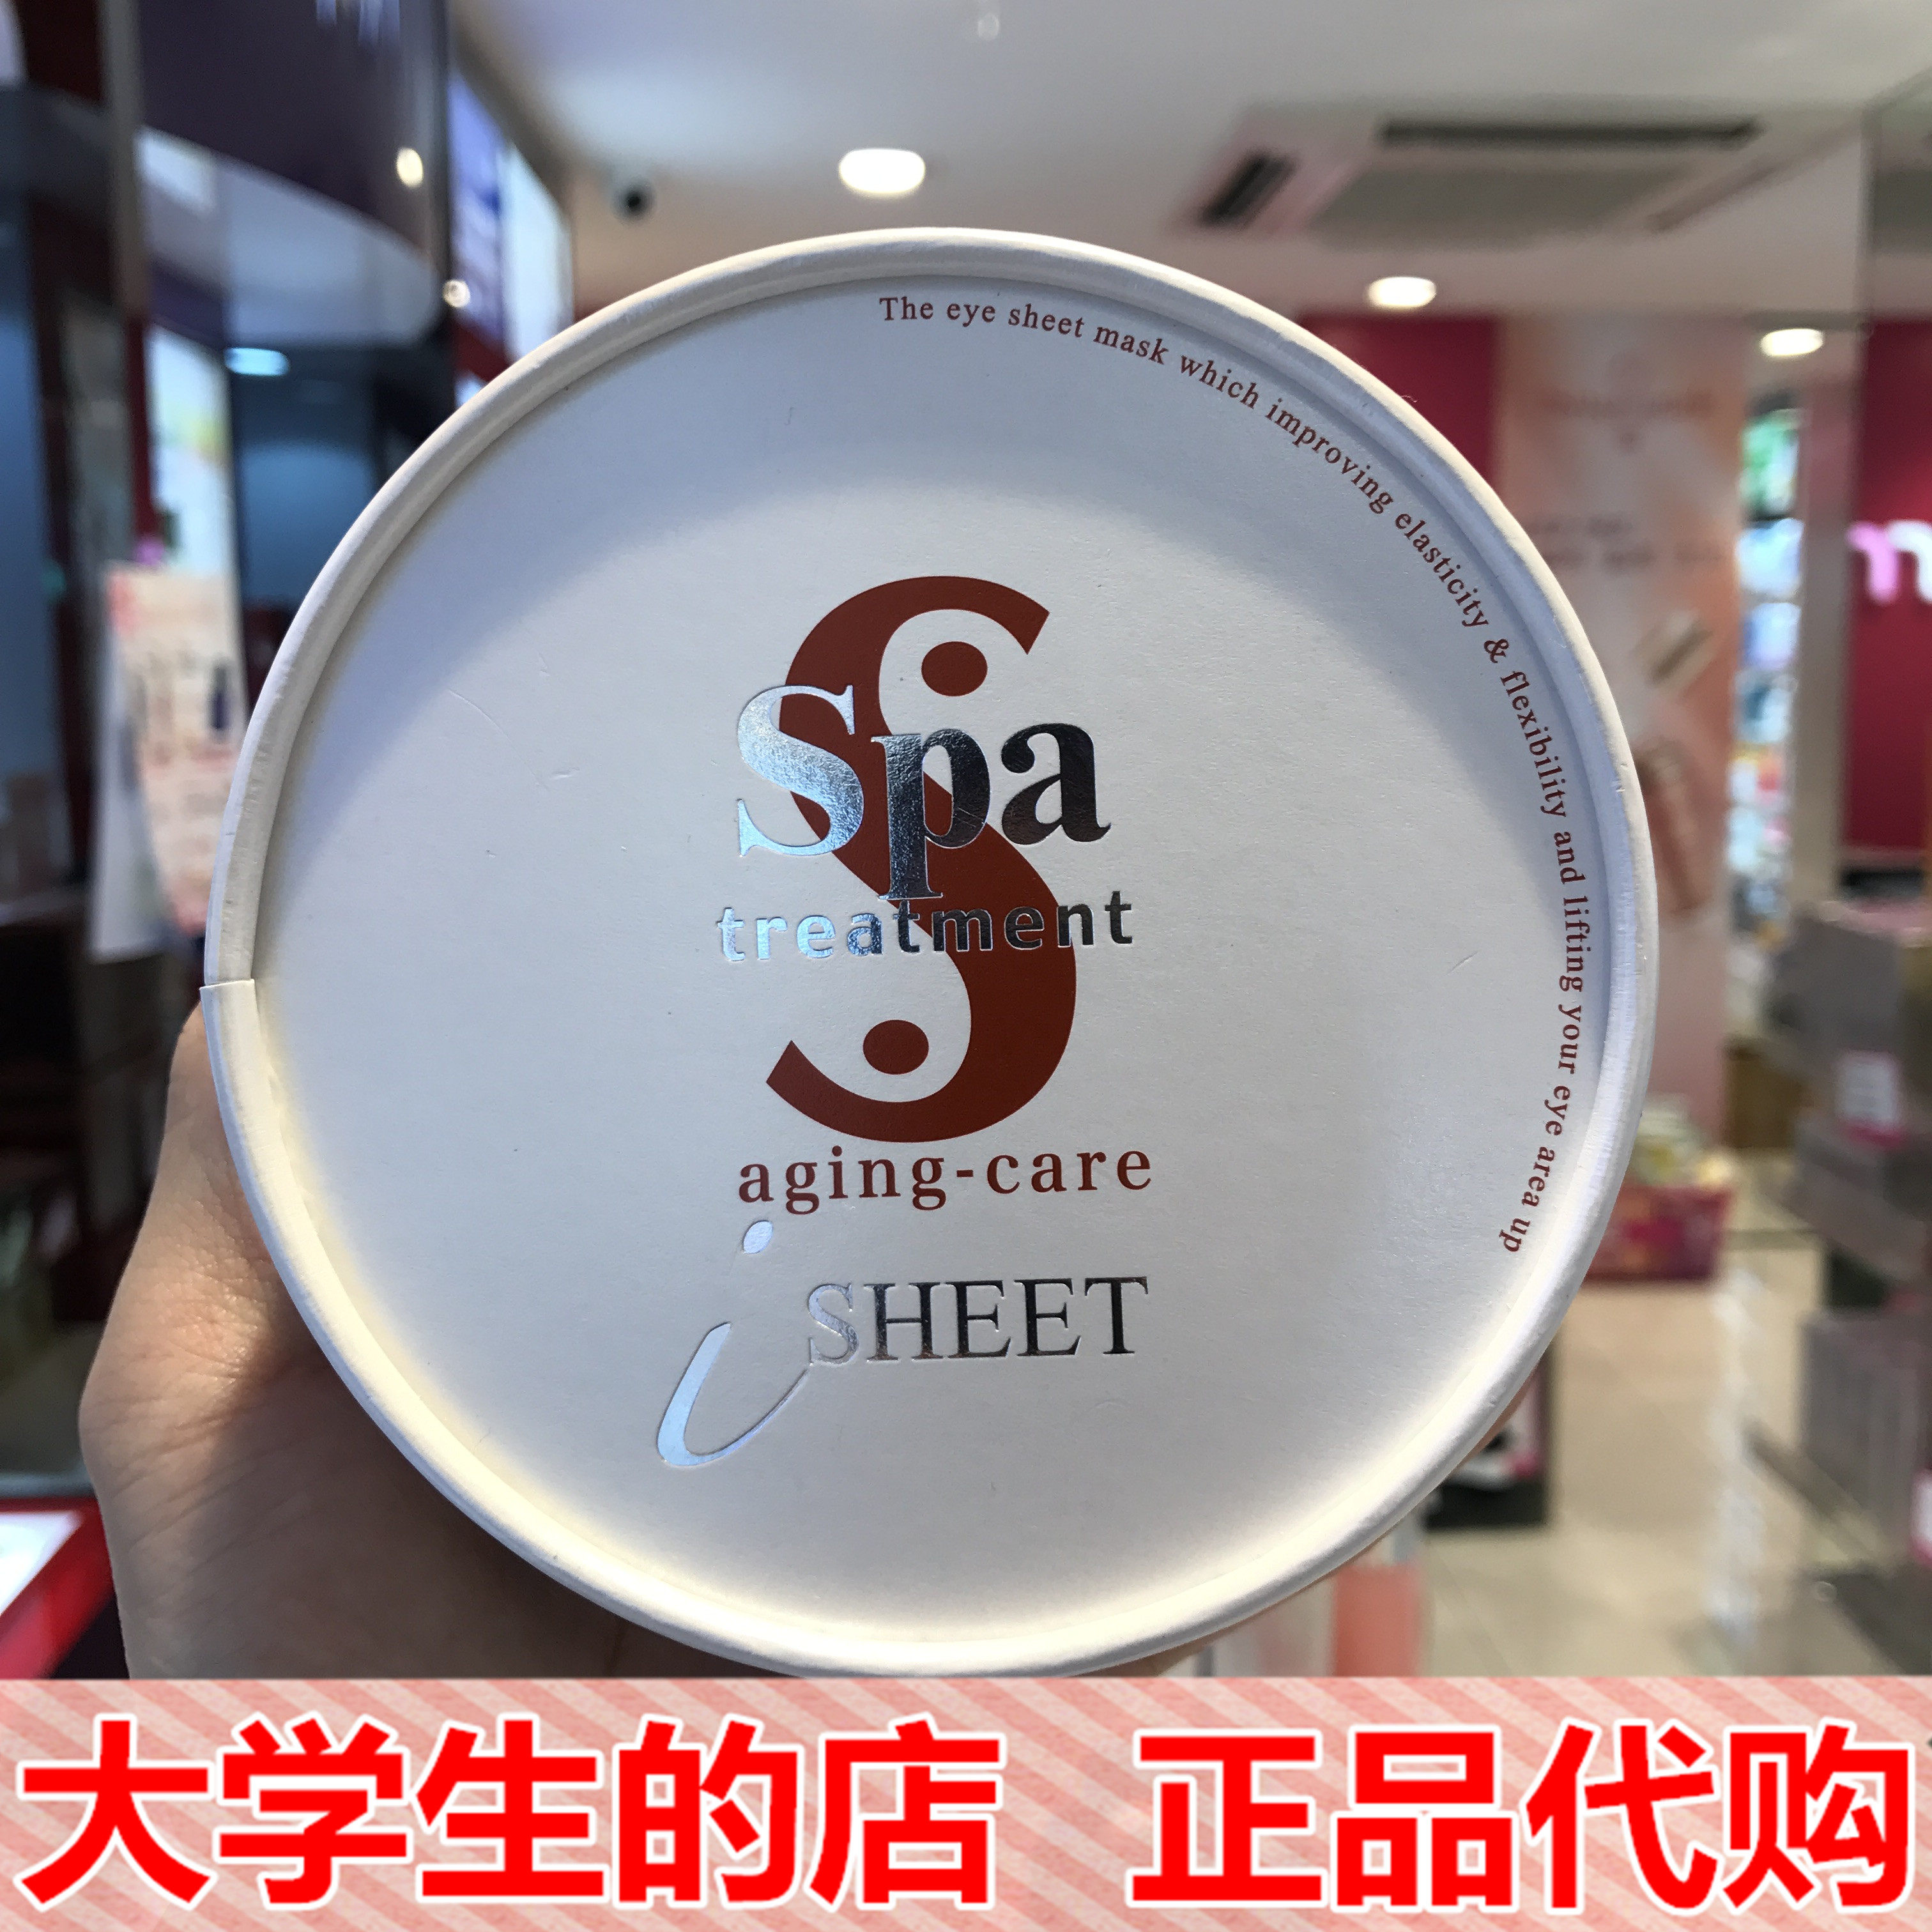 The eye sheet mask which improving elasticity & flexibility and lifting your eye area up
Spa
treatment
aging-care
i SHEET
大学生的店 正品代购